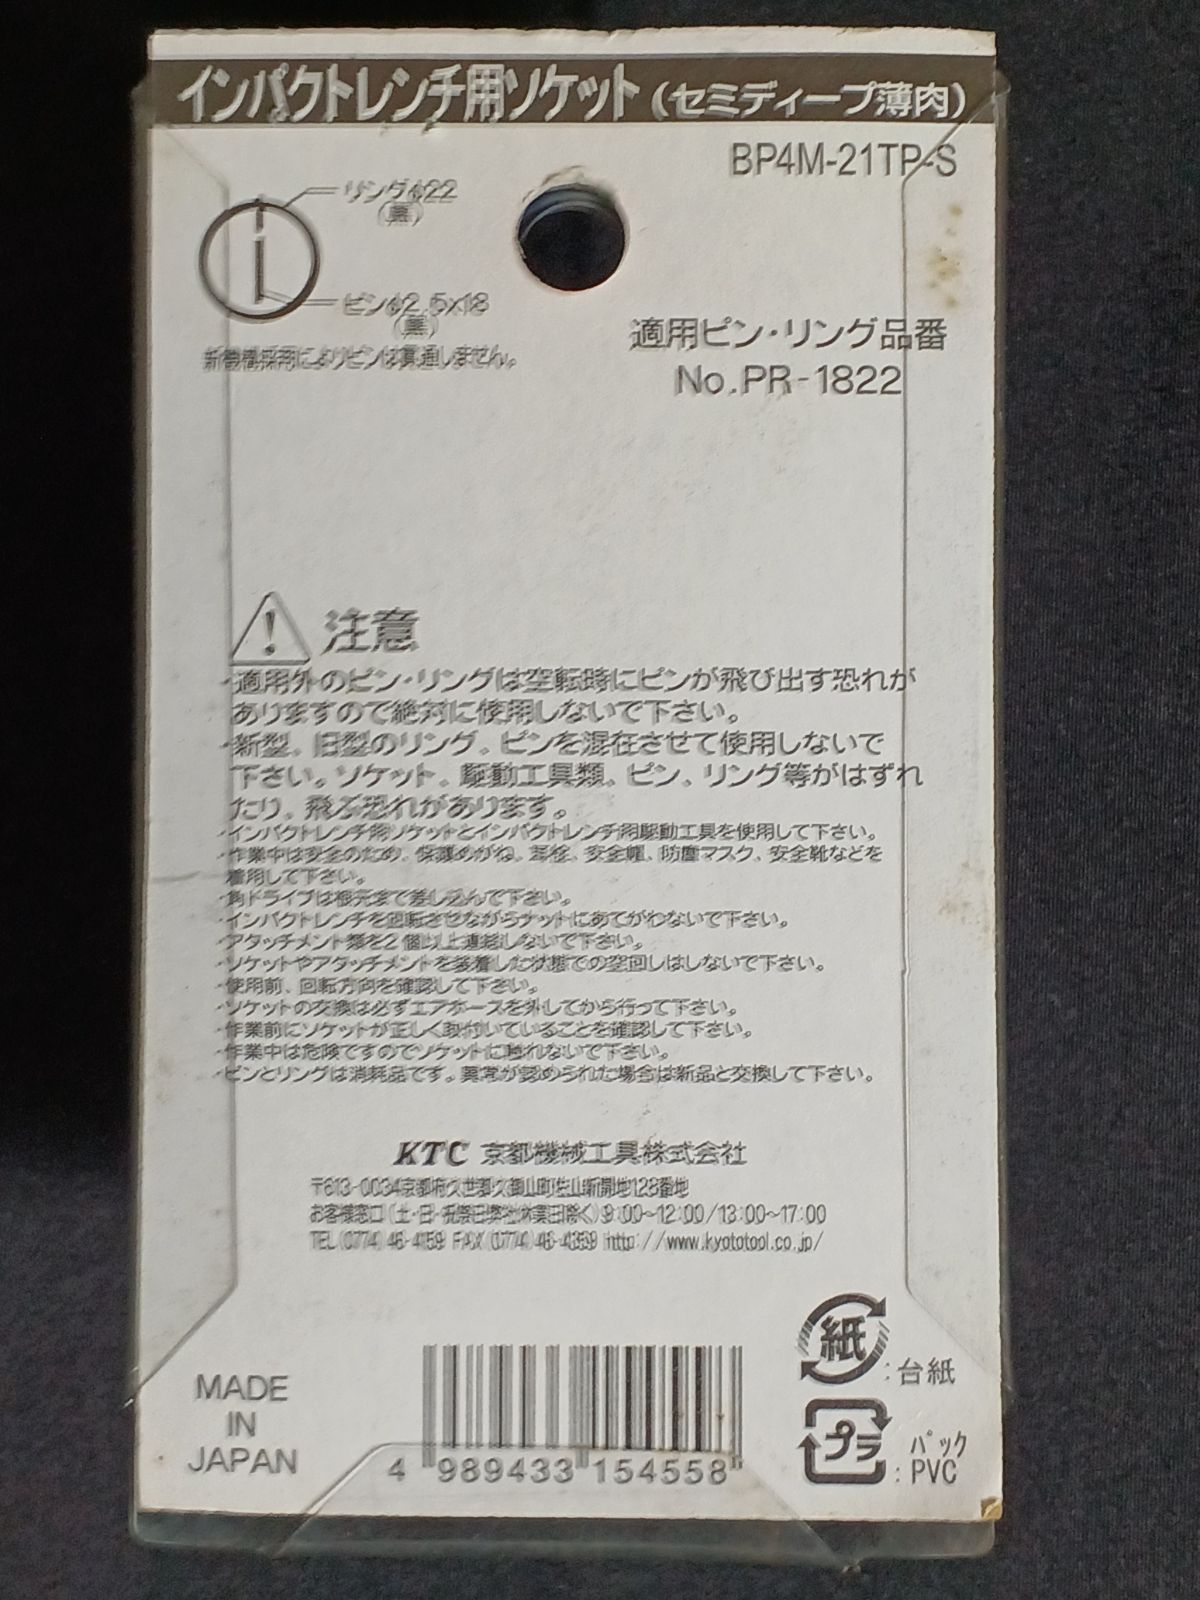 インパクトレンチ用ソケット（セミディープ薄肉）
BP4M-21TP-S
リングφ22
（黒）
ピンφ2.5x18
（黒）
新機構採用によりピンは貫通しません。
適用ピン・リング品番
No.PR-1822
注意
・適用外のピン・リングは空転時にピンが飛び出す恐れが
ありますので絶対に使用しないで下さい。
・新型、旧型のリング、ピンを混在させて使用しないで
下さい。ソケット、駆動工具類、ピン、リング等がはずれ
たり、飛ぶ恐れがあります。
・インパクトレンチ用ソケットとインパクトレンチ用駆動工具を使用して下さい。
・作業中は安全のため、保護めがね、耳栓、安全帽、防塵マスク、安全靴などを
着用して下さい。
・角ドライブは根元まで差し込んで下さい。
・インパクトレンチを回転させながらナットにあてがわないで下さい。
・アタッチメント類を2個以上連結しないで下さい。
・ソケットやアタッチメントを装着した状態での空回しはしないで下さい。
・使用前、回転方向を確認して下さい。
・ソケットの交換は必ずエアホースを外してから行って下さい。
・作業前にソケットが正しく取付いていることを確認して下さい。
・作業中は危険ですのでソケットに触れないで下さい。
・ピンとリングは消耗品です。異常が認められた場合は新品と交換して下さい。
KTC 京都機械工具株式会社
〒613-0034京都府久世郡久御山町佐山新開地128番地
お客様窓口（土・日・祝祭日弊社休業日除く）9:00～12:00/13:00～17:00
TEL(0774)46-4159 FAX(0774)46-4359 http://www.kyototool.co.jp/
MADE
IN
JAPAN
4 989433 154558
紙
：台紙
プラ
：パック
PVC